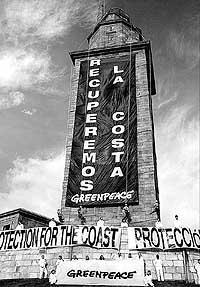 RECUPEREMOS
LA COSTA
GREENPEACE
PROTECTION FOR THE COAST
PROTECCIÓ
GREENPEACE